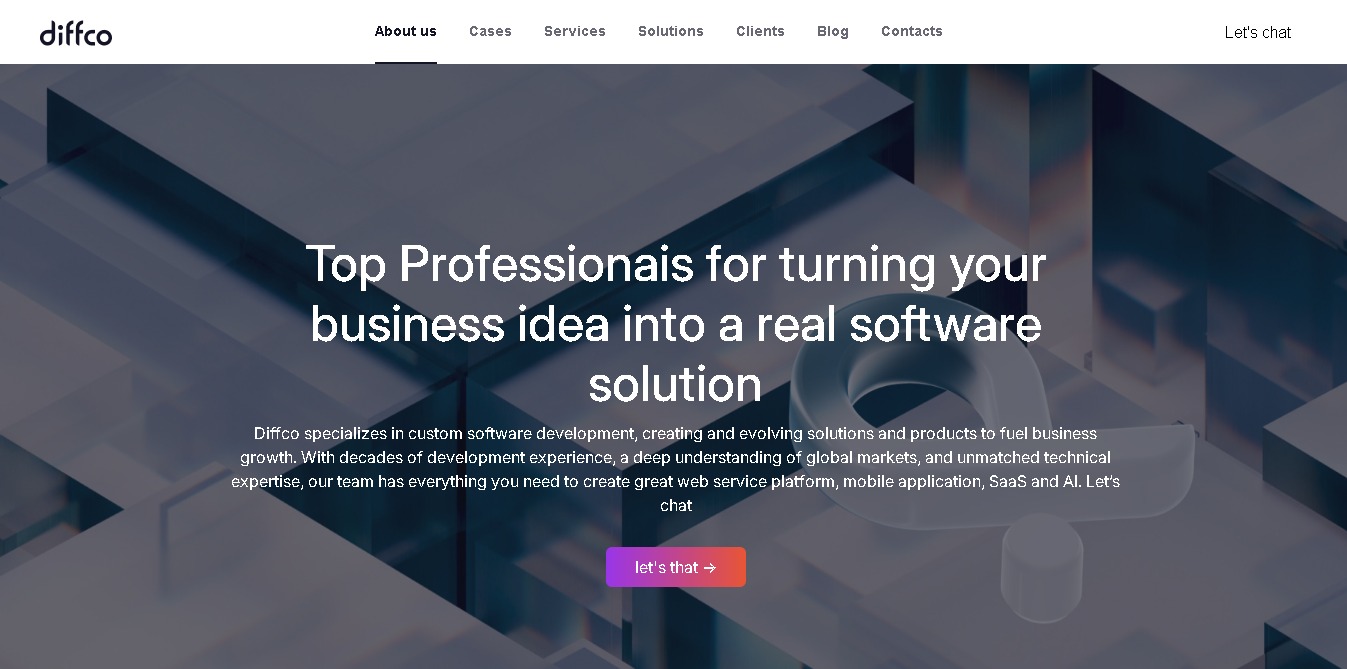 diffco
About us Cases Services Solutions Clients Blog Contacts
Let's chat
Top Professionais for turning your
business idea into a real software
solution
Diffco specializes in custom software development, creating and evolving solutions and products to fuel business
growth. With decades of development experience, a deep understanding of global markets, and unmatched technical
expertise, our team has everything you need to create great web service platform, mobile application, SaaS and AI. Let's
chat
let's that →